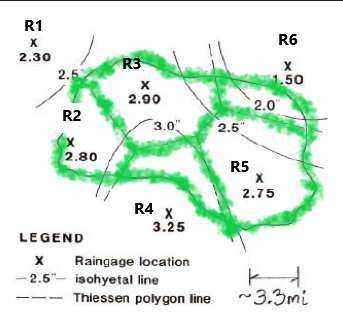 R1
X
2.30
R6
X
1.50
R3
2.5"
X
2.90
2.0"
R2
3.0"
2.5"
X
2.80
R5
X
2.75
R4
X
3.25
LEGEND
X Raingage location
—2.5"— isohyetal line
— — — Thiessen polygon line
~3.3mi